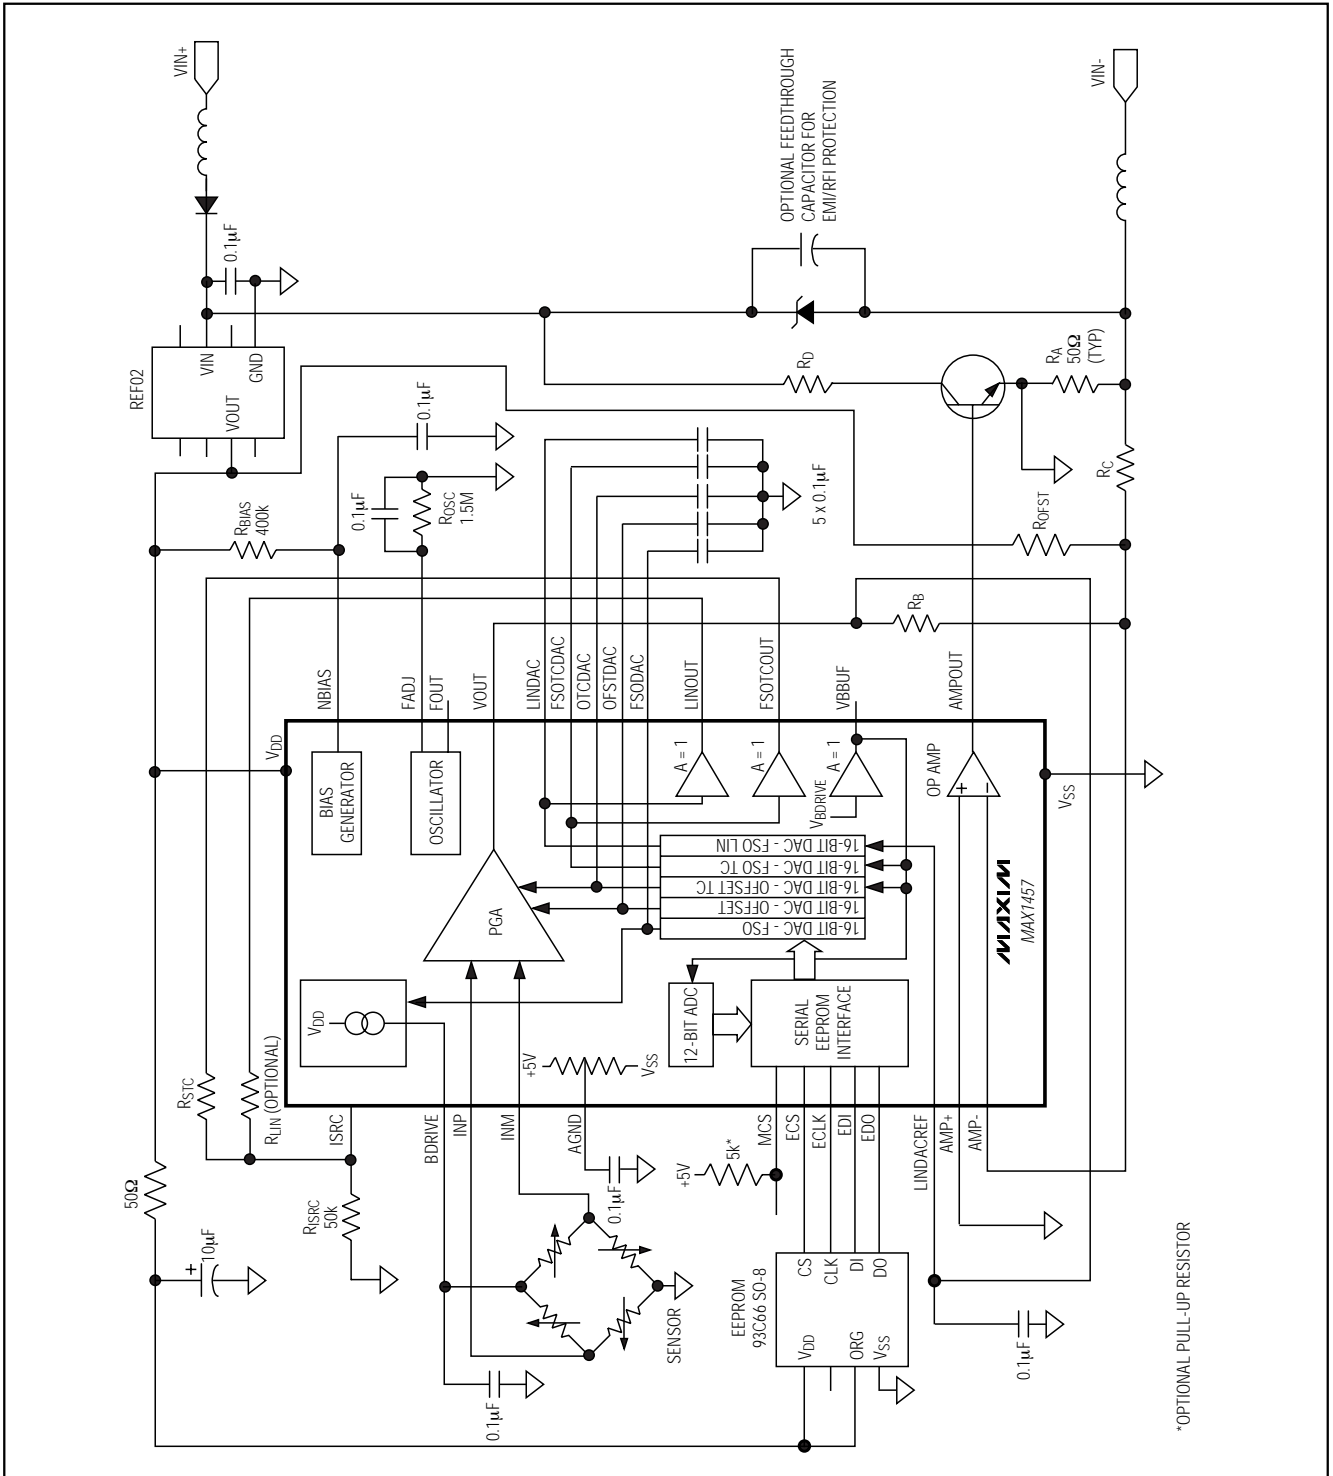 VIN+
REF02
VIN
VOUT
GND
0.1µF
OPTIONAL FEEDTHROUGH
CAPACITOR FOR
EMI/RFI PROTECTION
VIN-
RBIAS
400k
0.1µF
0.1µF
ROSC
1.5M
5 x 0.1µF
RD
RA
50Ω
(TYP)
RC
ROFST
RB
VDD
NBIAS
FADJ
FOUT
VOUT
LINDAC
FSOTCDAC
OTCDAC
OFSTDAC
FSODAC
LINOUT
FSOTCOUT
VBBUF
AMPOUT
BIAS
GENERATOR
OSCILLATOR
PGA
A = 1
A = 1
A = 1
VBDRIVE
OP AMP
+
−
VSS
16-BIT DAC - FSO LIN
16-BIT DAC - FSO TC
16-BIT DAC - OFFSET TC
16-BIT DAC - OFFSET
16-BIT DAC - FSO
MAXIM
MAX1457
VDD
+5V
VSS
12-BIT ADC
SERIAL
EEPROM
INTERFACE
RSTC
RLIN (OPTIONAL)
ISRC
BDRIVE
INP
INM
AGND
MCS
ECS
ECLK
EDI
EDO
LINDACREF
AMP+
AMP-
50Ω
+
10µF
RISRC
50k
0.1µF
SENSOR
0.1µF
+5V
5k*
EEPROM
93C66 SO-8
CS
CLK
DI
DO
VDD
ORG
VSS
0.1µF
*OPTIONAL PULL-UP RESISTOR